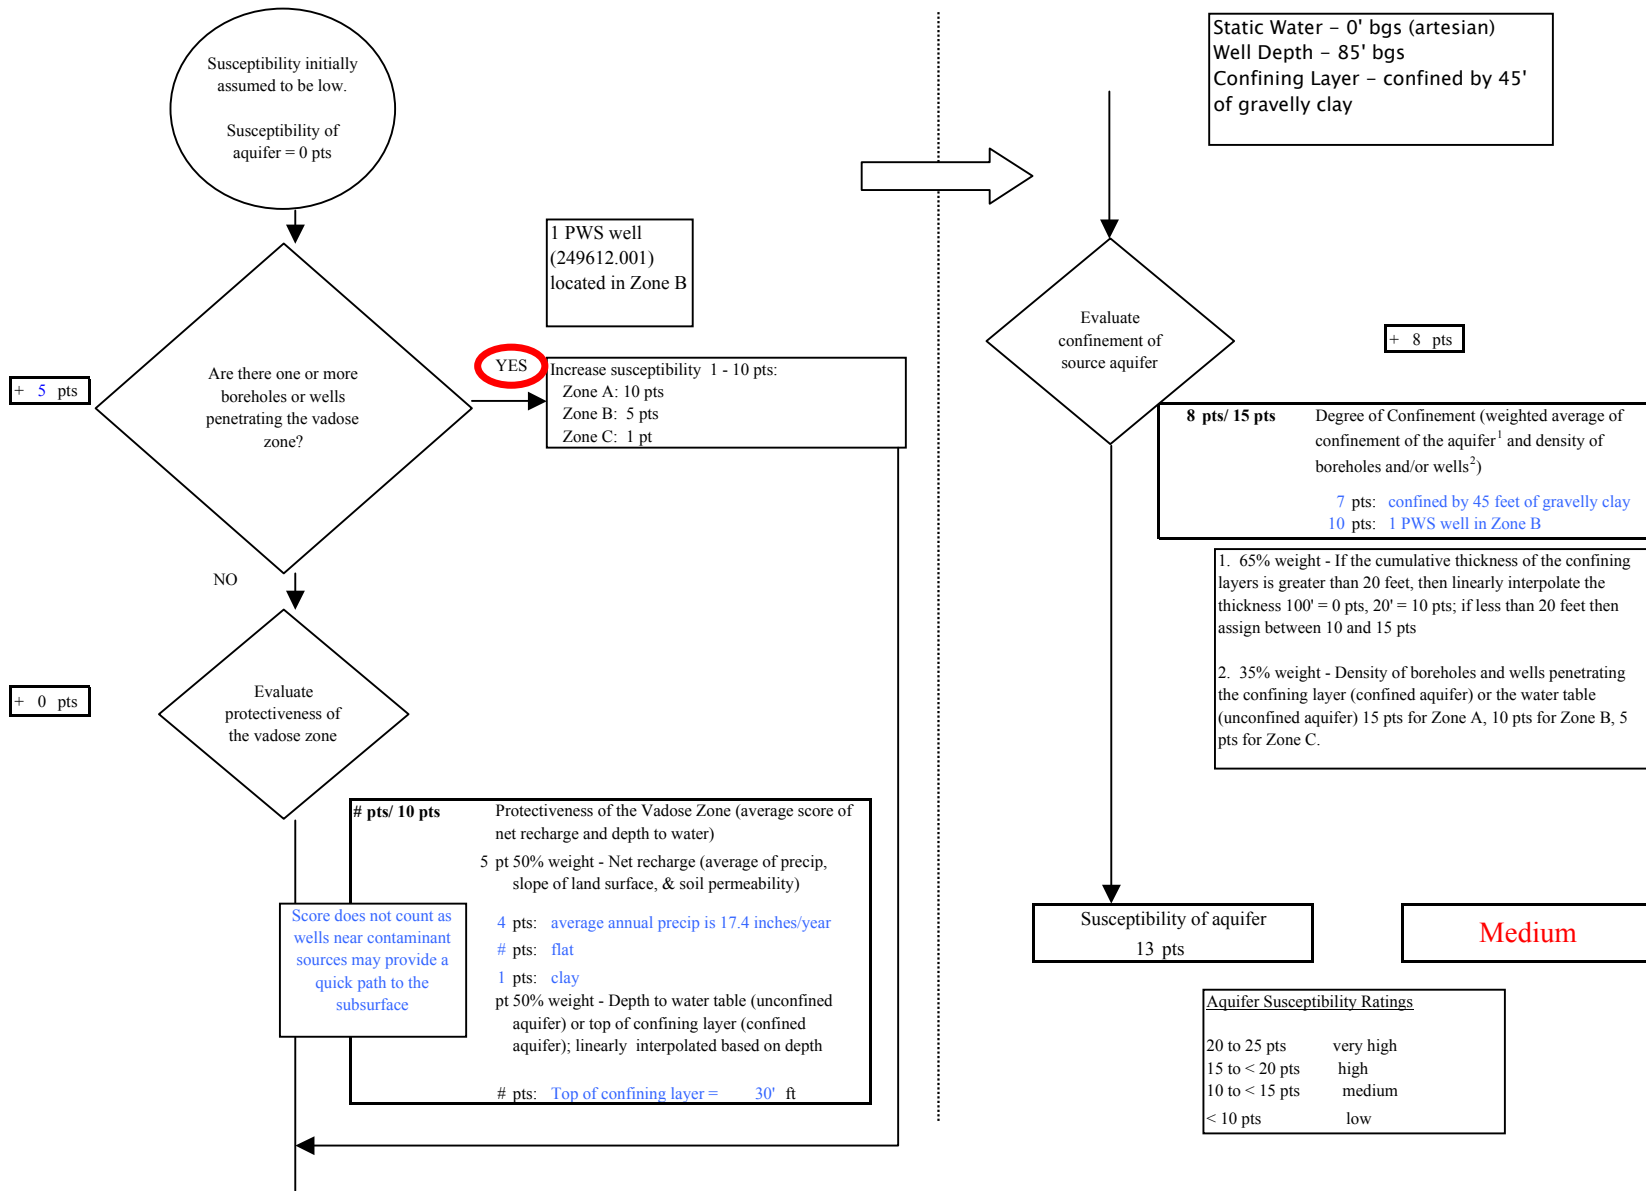 Susceptibility initially
assumed to be low.
Susceptibility of
aquifer = 0 pts
1 PWS well
(249612.001)
located in Zone B
YES
Increase susceptibility 1 - 10 pts:
Zone A: 10 pts
Zone B: 5 pts
Zone C: 1 pt
+ 5 pts
Are there one or more
boreholes or wells
penetrating the vadose
zone?
NO
+ 0 pts
Evaluate
protectiveness of
the vadose zone
# pts/ 10 pts Protectiveness of the Vadose Zone (average score of
net recharge and depth to water)
5 pt 50% weight - Net recharge (average of precip,
slope of land surface, & soil permeability)
4 pts: average annual precip is 17.4 inches/year
# pts: flat
1 pts: clay
pt 50% weight - Depth to water table (unconfined
aquifer) or top of confining layer (confined
aquifer); linearly interpolated based on depth
# pts: Top of confining layer = 30' ft
Score does not count as
wells near contaminant
sources may provide a
quick path to the
subsurface
Static Water – 0' bgs (artesian)
Well Depth – 85' bgs
Confining Layer – confined by 45'
of gravelly clay
Evaluate
confinement of
source aquifer
+ 8 pts
8 pts/ 15 pts Degree of Confinement (weighted average of
confinement of the aquifer1 and density of
boreholes and/or wells2)
7 pts: confined by 45 feet of gravelly clay
10 pts: 1 PWS well in Zone B
1. 65% weight - If the cumulative thickness of the confining
layers is greater than 20 feet, then linearly interpolate the
thickness 100' = 0 pts, 20' = 10 pts; if less than 20 feet then
assign between 10 and 15 pts
2. 35% weight - Density of boreholes and wells penetrating
the confining layer (confined aquifer) or the water table
(unconfined aquifer) 15 pts for Zone A, 10 pts for Zone B, 5
pts for Zone C.
Susceptibility of aquifer
13 pts
Medium
Aquifer Susceptibility Ratings
20 to 25 pts very high
15 to < 20 pts high
10 to < 15 pts medium
< 10 pts low